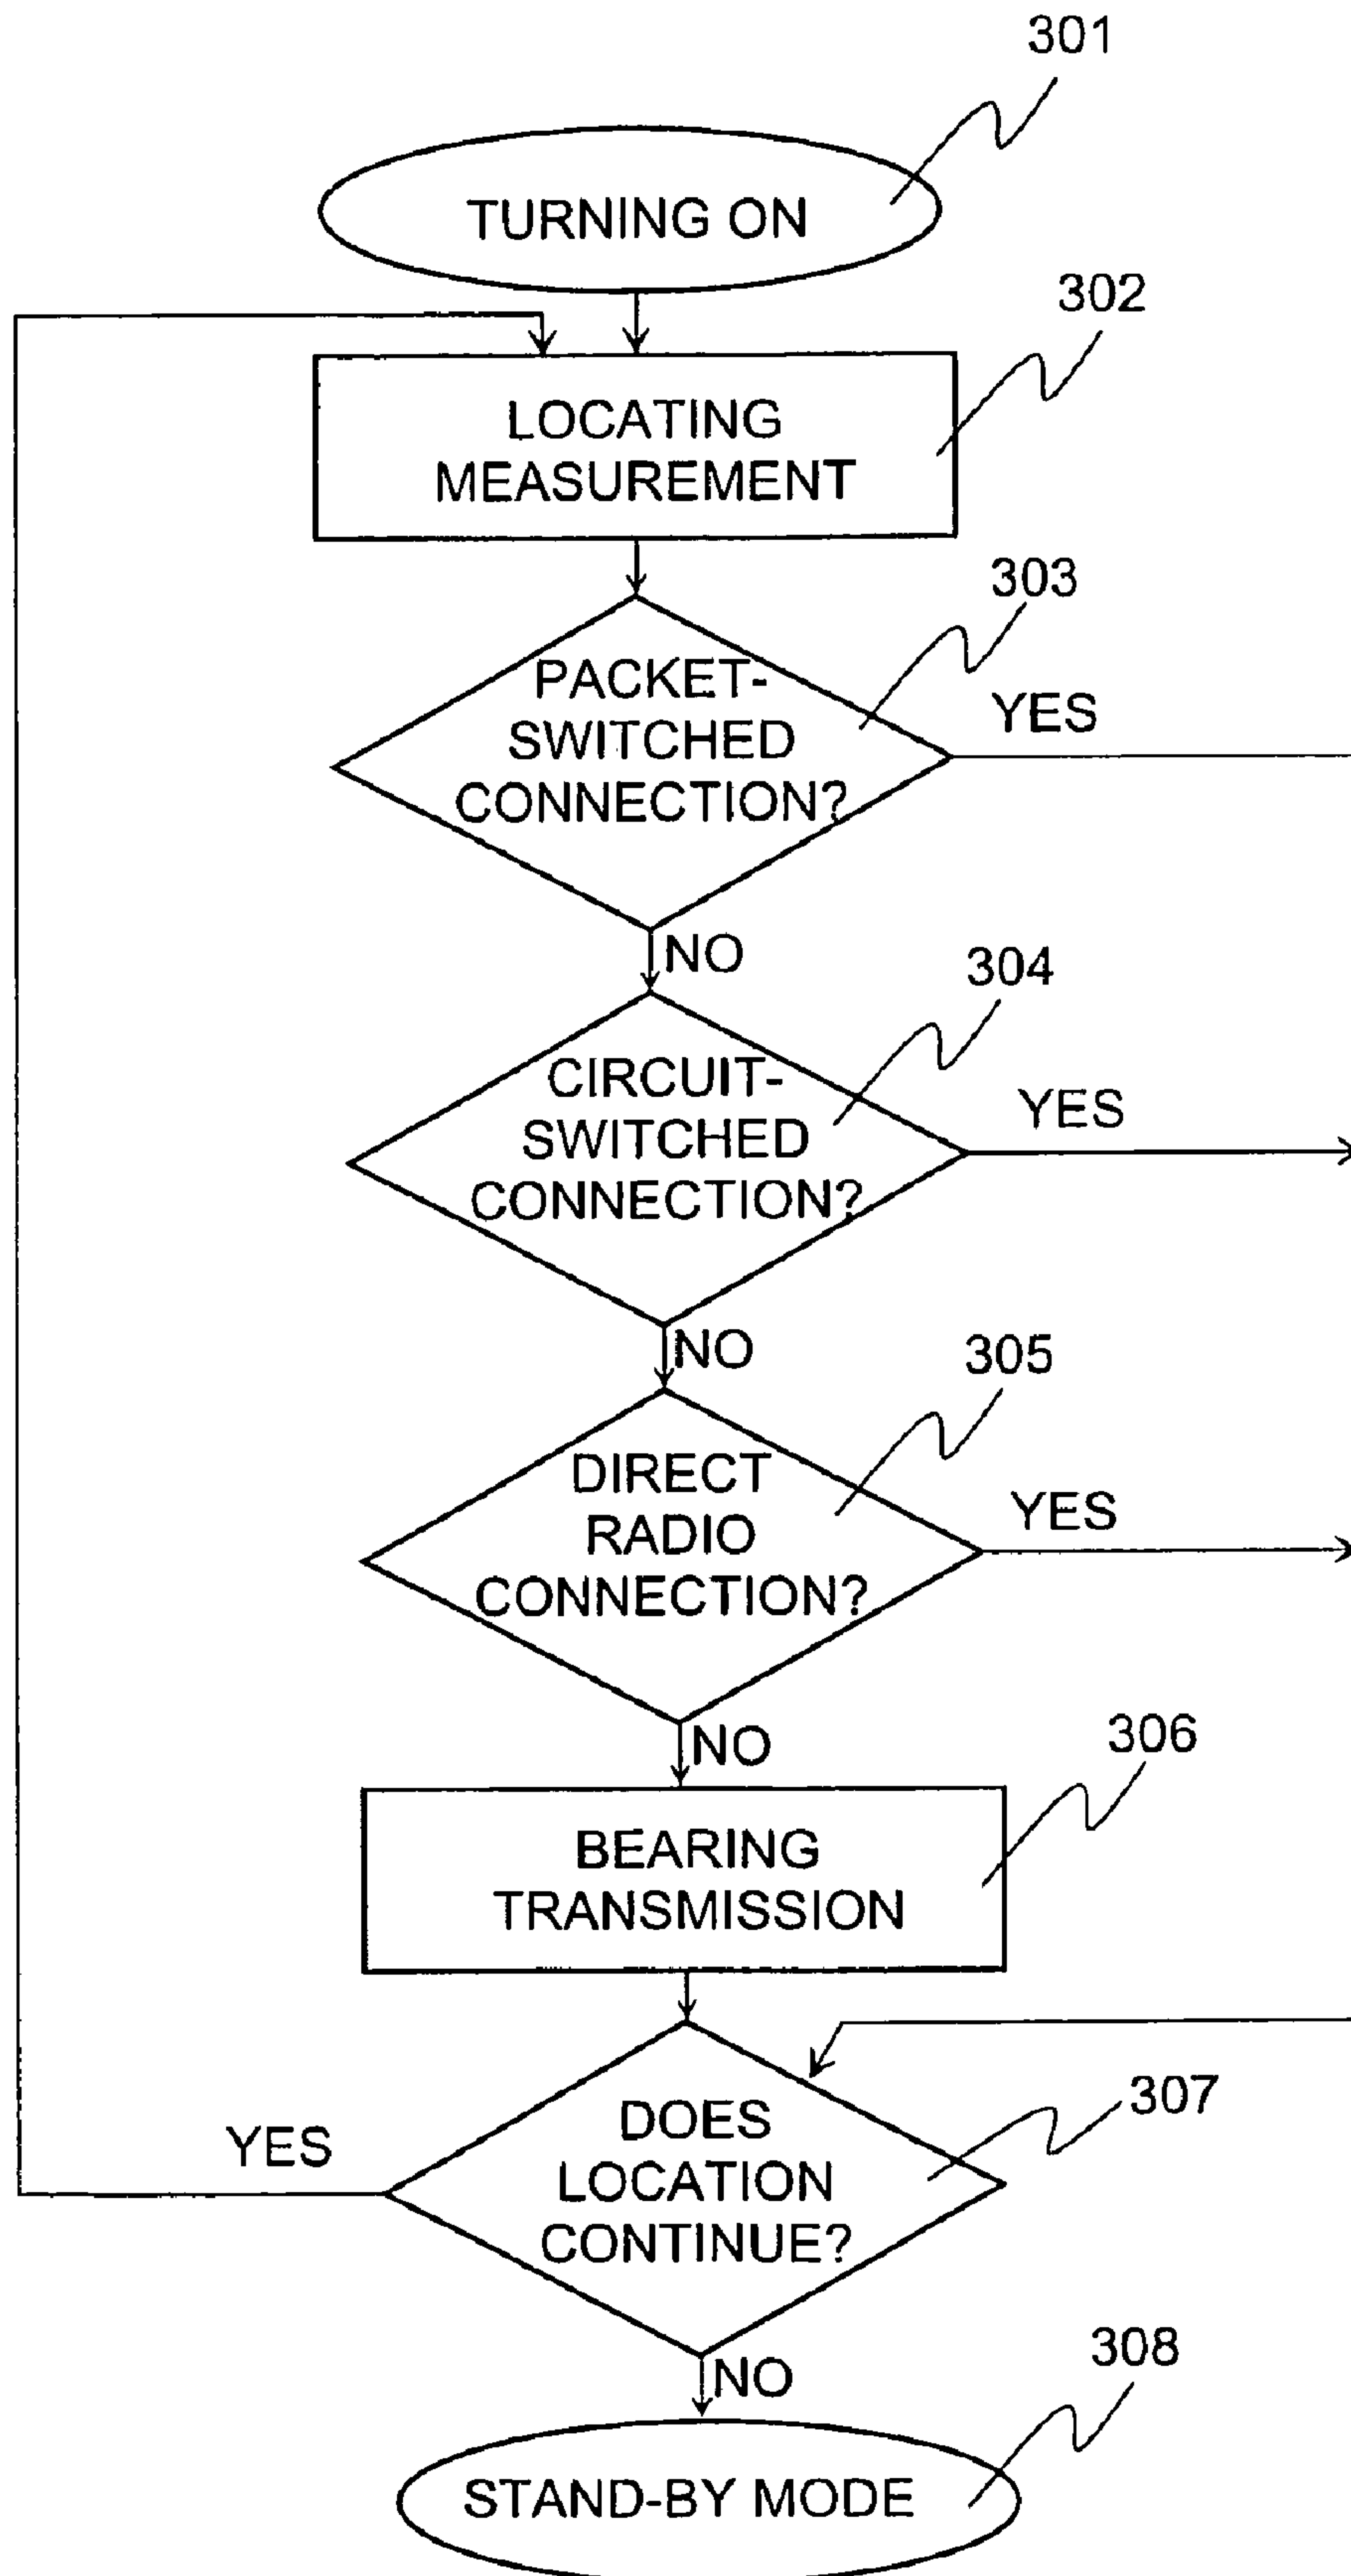 301
TURNING ON
302
LOCATING
MEASUREMENT
303
PACKET-
SWITCHED
CONNECTION?
YES
NO
304
CIRCUIT-
SWITCHED
CONNECTION?
YES
NO
305
DIRECT
RADIO
CONNECTION?
YES
NO
306
BEARING
TRANSMISSION
307
DOES
LOCATION
CONTINUE?
YES
NO
308
STAND-BY MODE